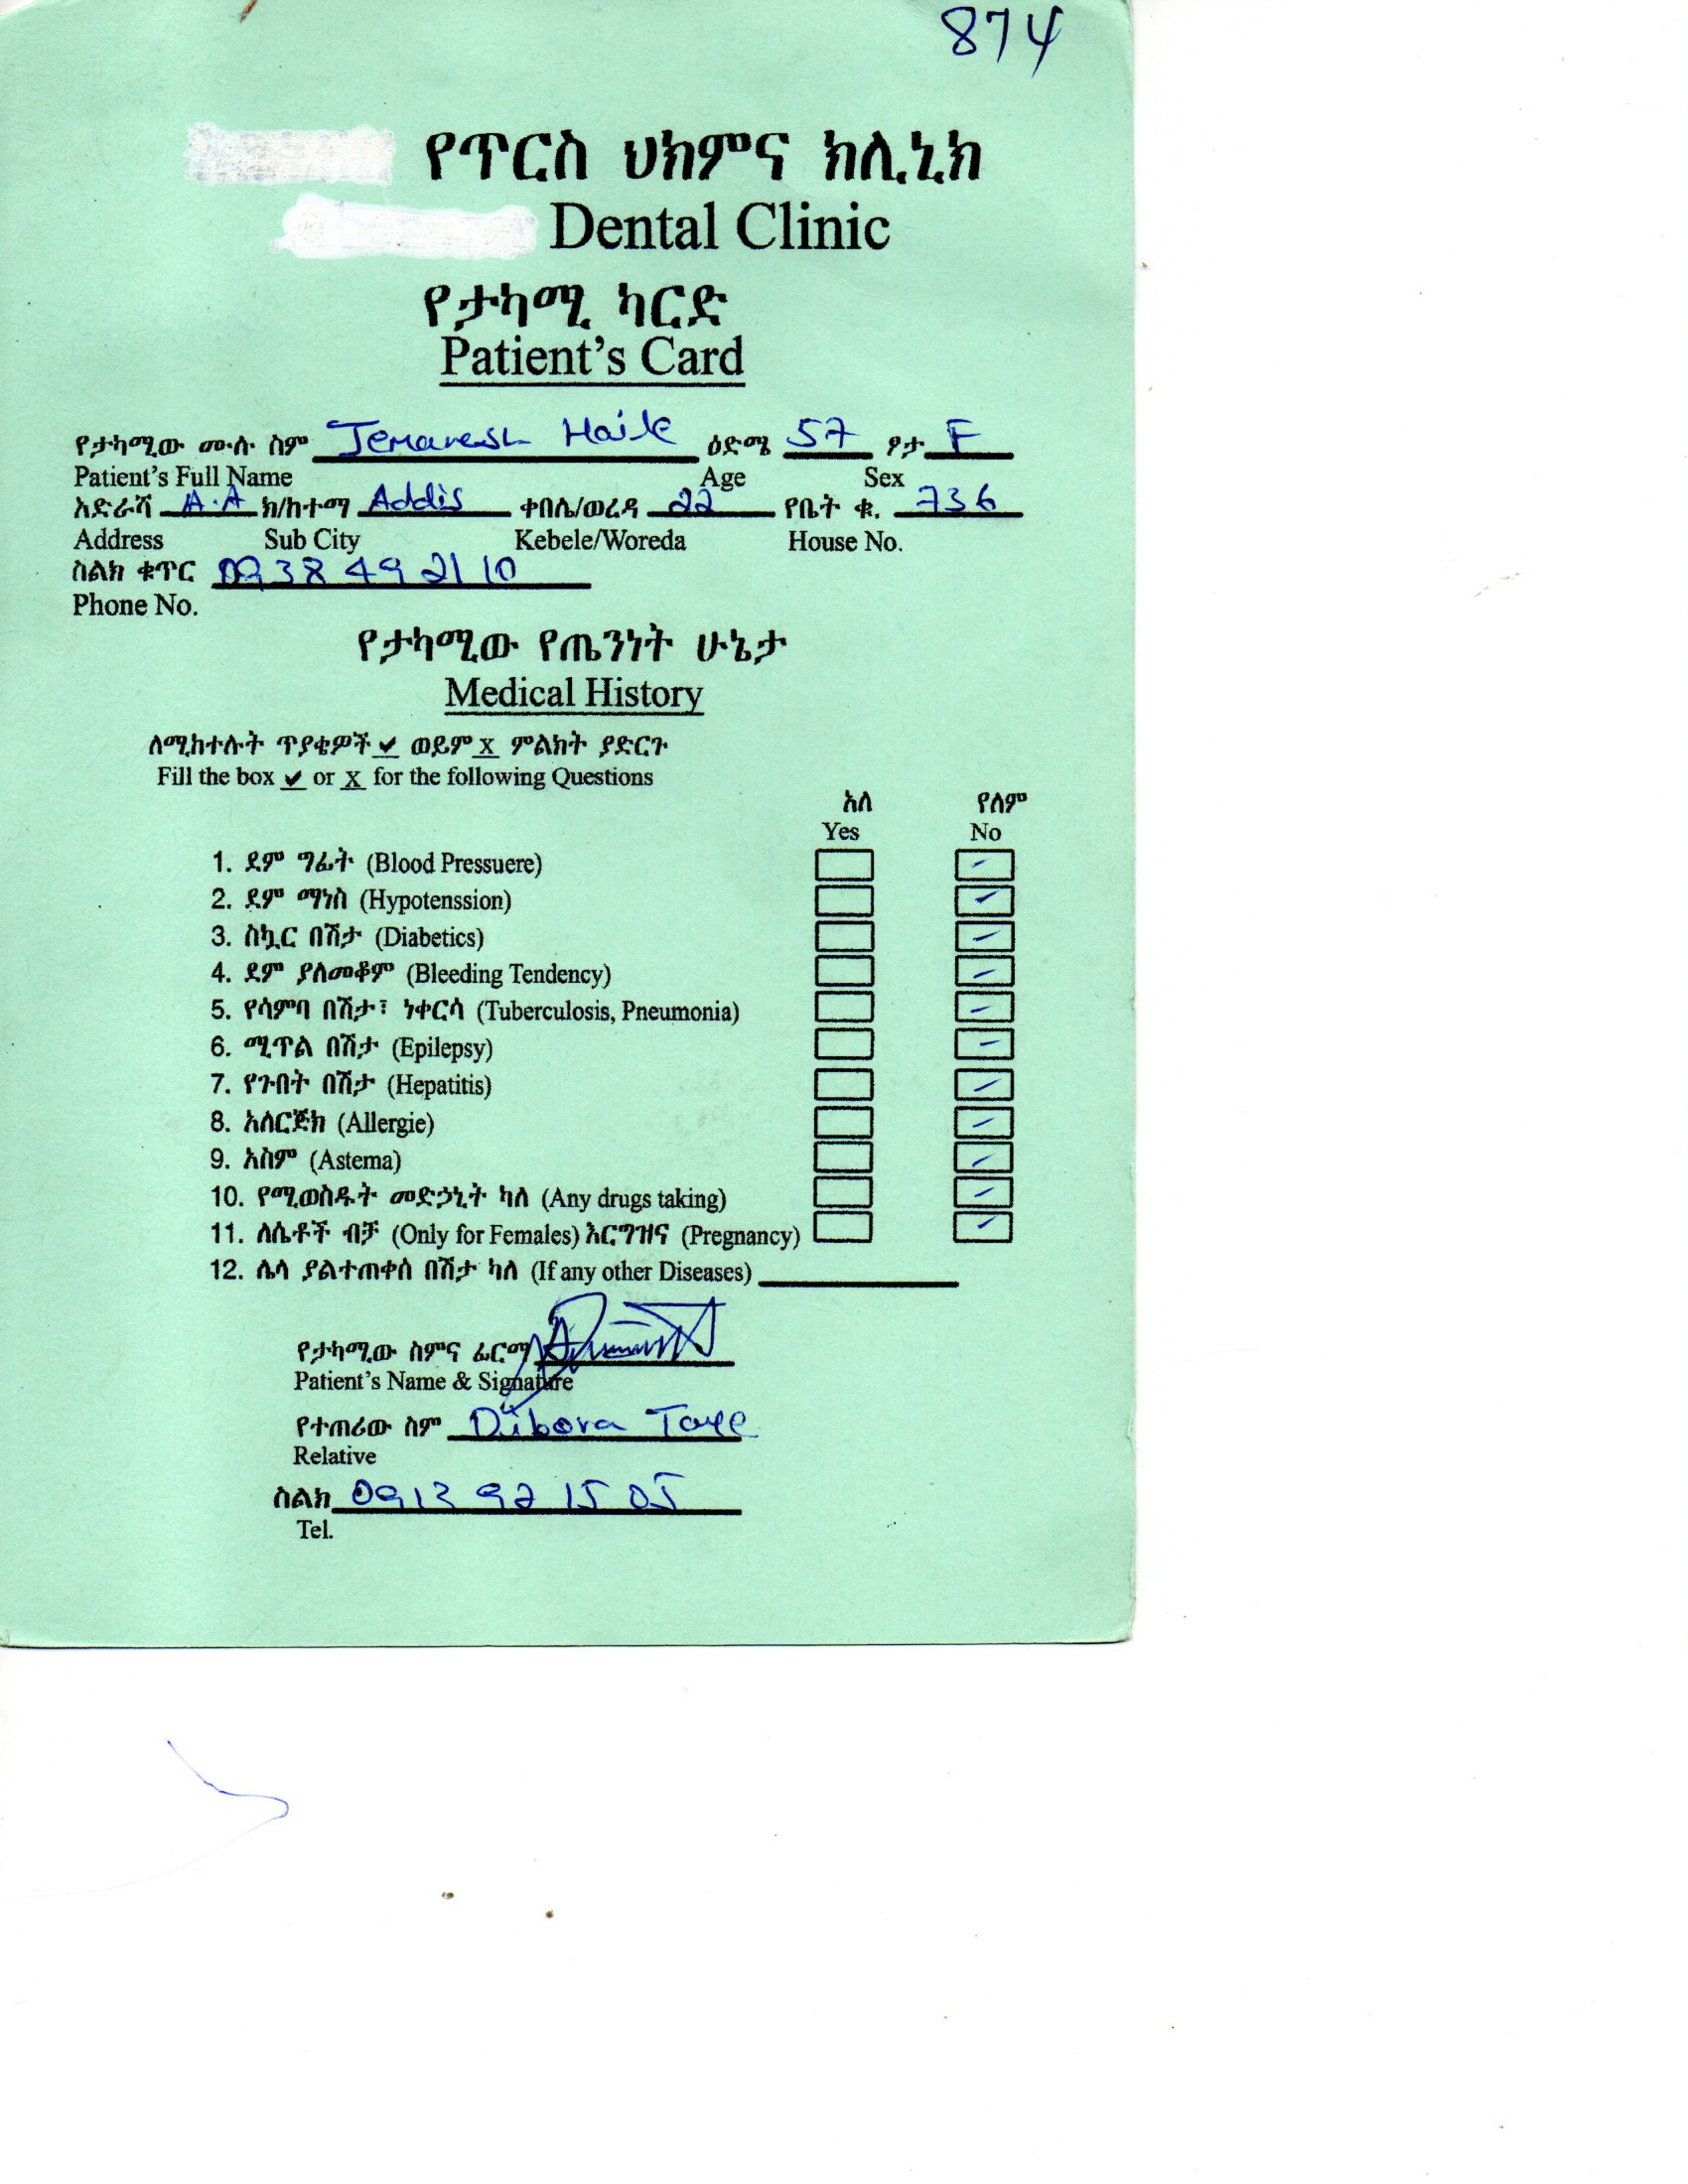 874
የጥርስ ህክምና ክሊኒክ
Dental Clinic
የታካሚ ካርድ
Patient's Card
የታካሚው ሙሉ ስም Jemanesh Haile ዕድሜ 57 ፆታ F
Patient's Full Name Age Sex
አድራሻ A.A ክ/ከተማ Addis ቀበሌ/ወረዳ 22 የቤት ቁ. 736
Address Sub City Kebele/Woreda House No.
ስልክ ቁጥር 0938 49 21 10
Phone No.
የታካሚው የጤንነት ሁኔታ
Medical History
ለሚከተሉት ጥያቄዎች ✔ ወይም X ምልክት ያድርጉ
Fill the box ✔ or X for the following Questions
አለ የለም
Yes No
1. ደም ግፊት (Blood Pressuere)
2. ደም ማነስ (Hypotenssion) ✓
3. ስኳር በሽታ (Diabetics)
4. ደም ያለመቆም (Bleeding Tendency)
5. የሳምባ በሽታ፣ ነቀርሳ (Tuberculosis, Pneumonia)
6. ሚጥል በሽታ (Epilepsy)
7. የጉበት በሽታ (Hepatitis)
8. አለርጅክ (Allergie)
9. አስም (Astema)
10. የሚወስዱት መድኃኒት ካለ (Any drugs taking)
11. ለሴቶች ብቻ (Only for Females) እርግዝና (Pregnancy)
12. ሌላ ያልተጠቀሰ በሽታ ካለ (If any other Diseases)
የታካሚው ስምና ፊርማ
Patient's Name & Signature
የተጠሪው ስም Dibora Taye
Relative
ስልክ 0913 92 15 05
Tel.